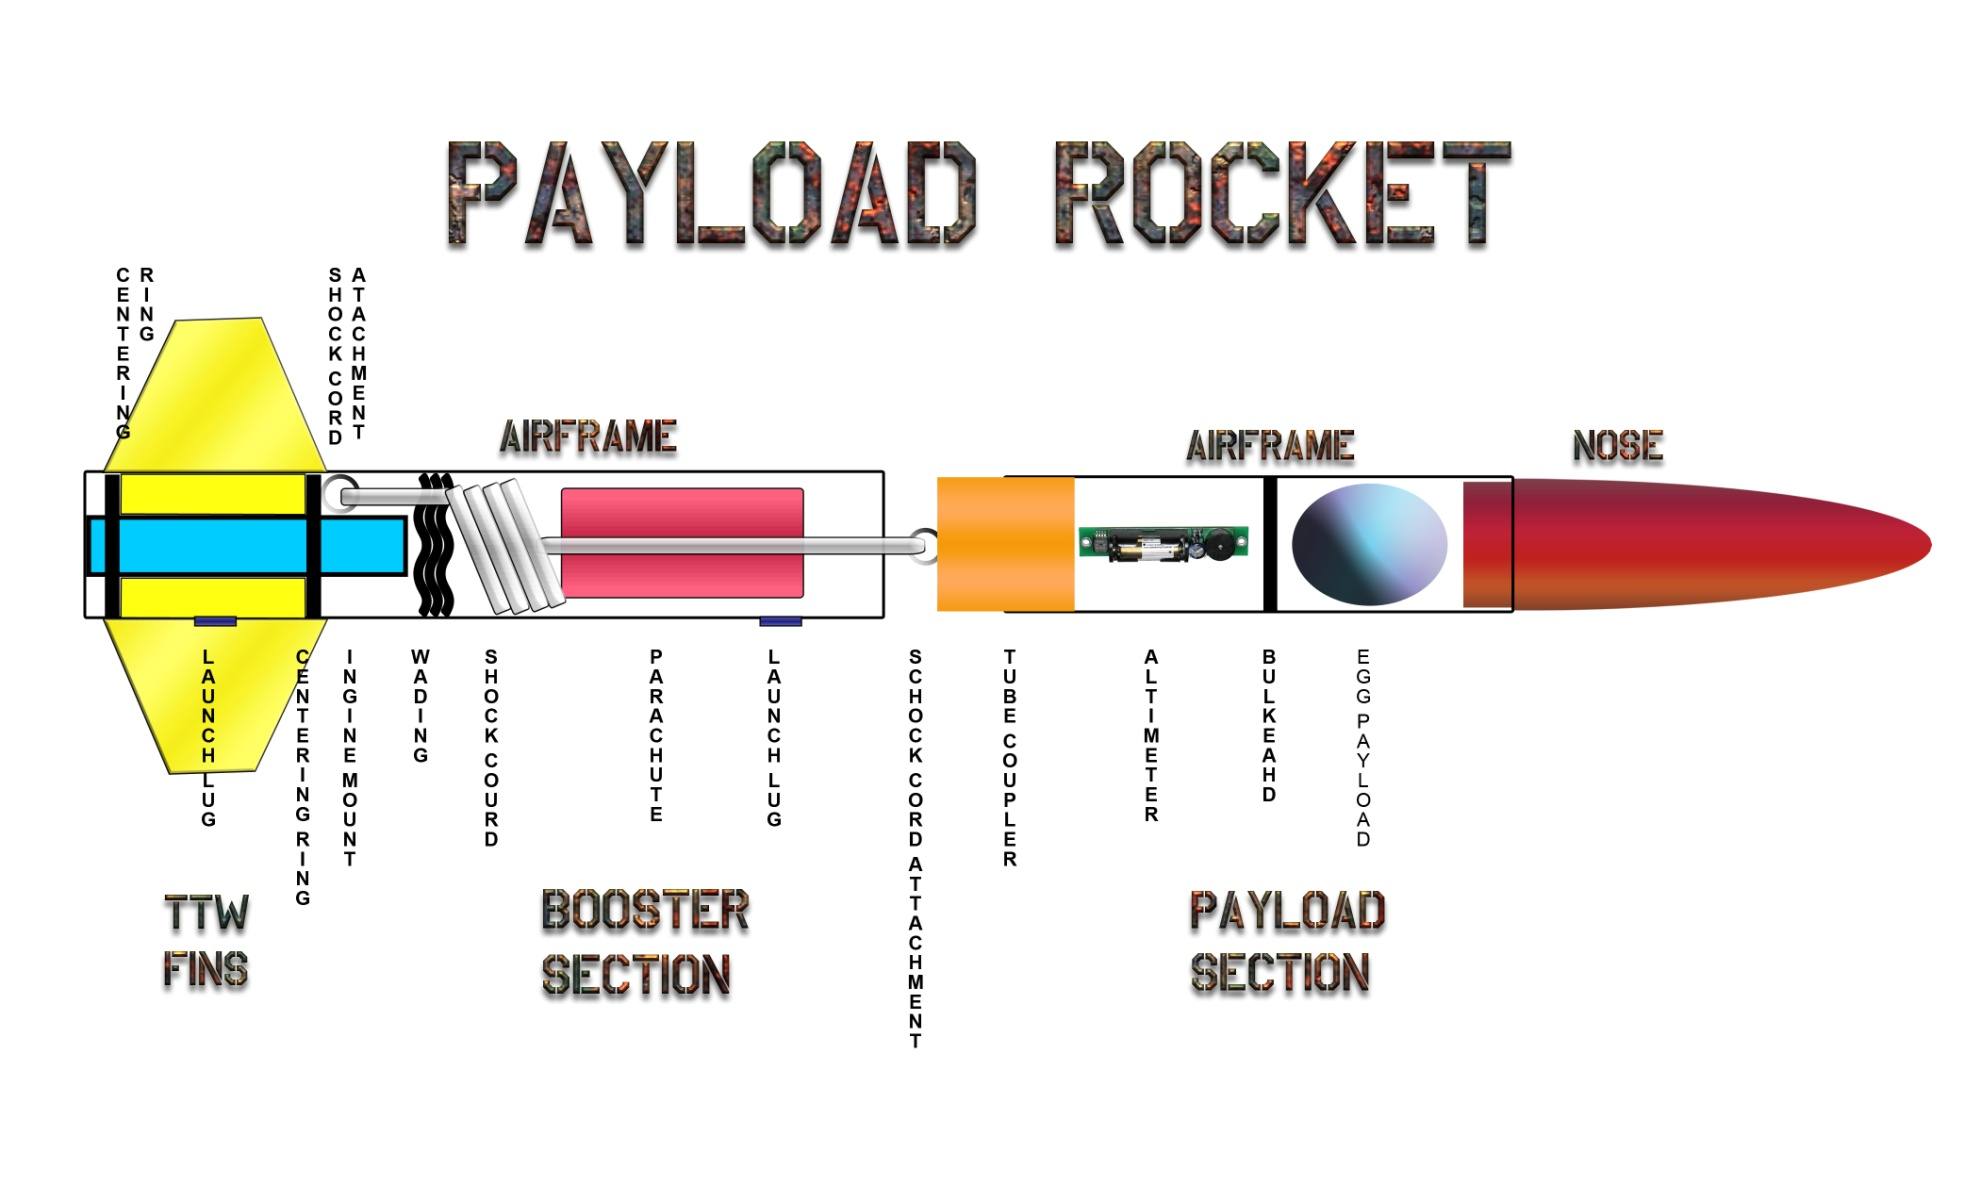 PAYLOAD ROCKET
CENTERING
RING
SHOCK CORD
ATACHMENT
AIRFRAME
AIRFRAME
NOSE
LAUNCH LUG
CENTERING RING
INGINE MOUNT
WADING
SHOCK COURD
PARACHUTE
LAUNCH LUG
SCHOCK CORD ATTACHMENT
TUBE COUPLER
ALTIMETER
BULKEAHD
EGG PAYLOAD
TTW
FINS
BOOSTER
SECTION
PAYLOAD
SECTION